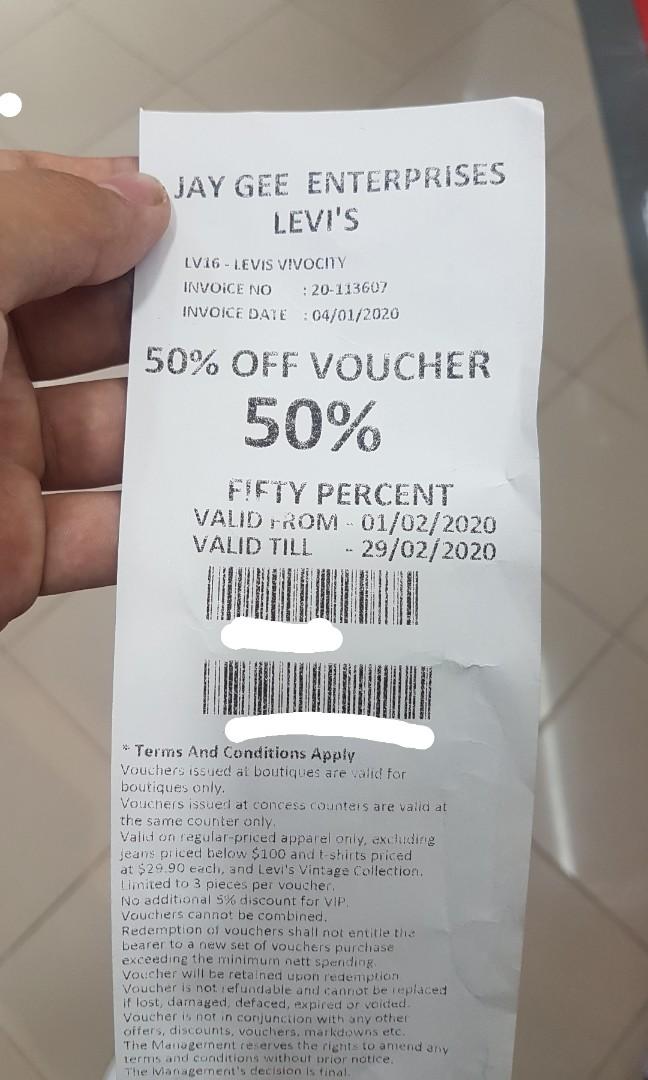 JAY GEE ENTERPRISES
LEVI'S
LV16 - LEVIS VIVOCITY
INVOICE NO : 20-113607
INVOICE DATE : 04/01/2020
50% OFF VOUCHER
50%
FIFTY PERCENT
VALID FROM - 01/02/2020
VALID TILL - 29/02/2020
* Terms And Conditions Apply
Vouchers issued at boutiques are valid for
boutiques only.
Vouchers issued at concess counters are valid at
the same counter only.
Valid on regular-priced apparel only, excluding
jeans priced below $100 and t-shirts priced
at $29.90 each, and Levi's Vintage Collection.
Limited to 3 pieces per voucher.
No additional 5% discount for VIP.
Vouchers cannot be combined.
Redemption of vouchers shall not entitle the
bearer to a new set of vouchers purchase
exceeding the minimum nett spending.
Voucher will be retained upon redemption.
Voucher is not refundable and cannot be replaced
if lost, damaged, defaced, expired or voided.
Voucher is not in conjunction with any other
offers, discounts, vouchers, markdowns etc.
The Management reserves the rights to amend any
terms and conditions without prior notice.
The Management's decision is final.